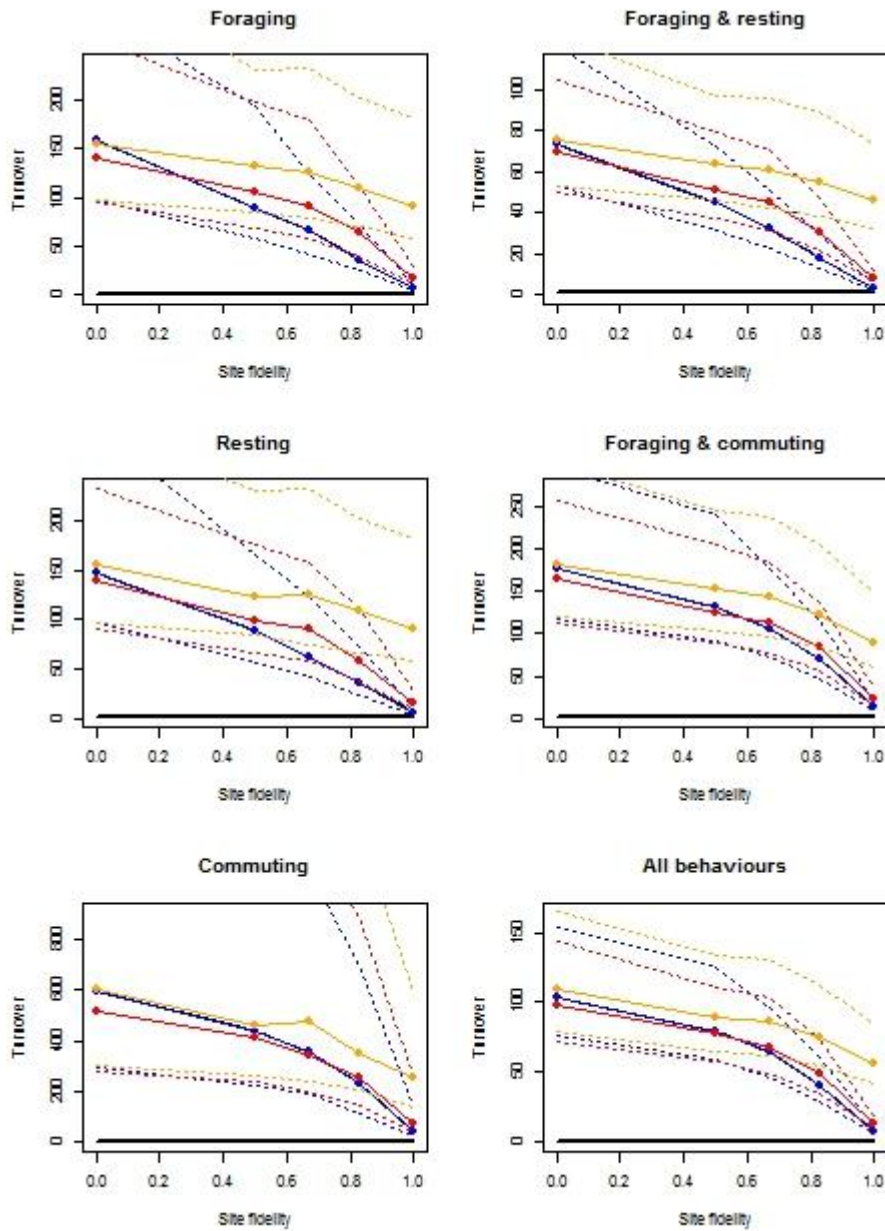 Foraging
Turnover
200
150
100
50
0
0.0 0.2 0.4 0.6 0.8 1.0
Site fidelity
Foraging & resting
Turnover
100
80
60
40
20
0
0.0 0.2 0.4 0.6 0.8 1.0
Site fidelity
Resting
Turnover
200
150
100
50
0
0.0 0.2 0.4 0.6 0.8 1.0
Site fidelity
Foraging & commuting
Turnover
250
200
150
100
50
0
0.0 0.2 0.4 0.6 0.8 1.0
Site fidelity
Commuting
Turnover
800
600
400
200
0
0.0 0.2 0.4 0.6 0.8 1.0
Site fidelity
All behaviours
Turnover
150
100
50
0
0.0 0.2 0.4 0.6 0.8 1.0
Site fidelity